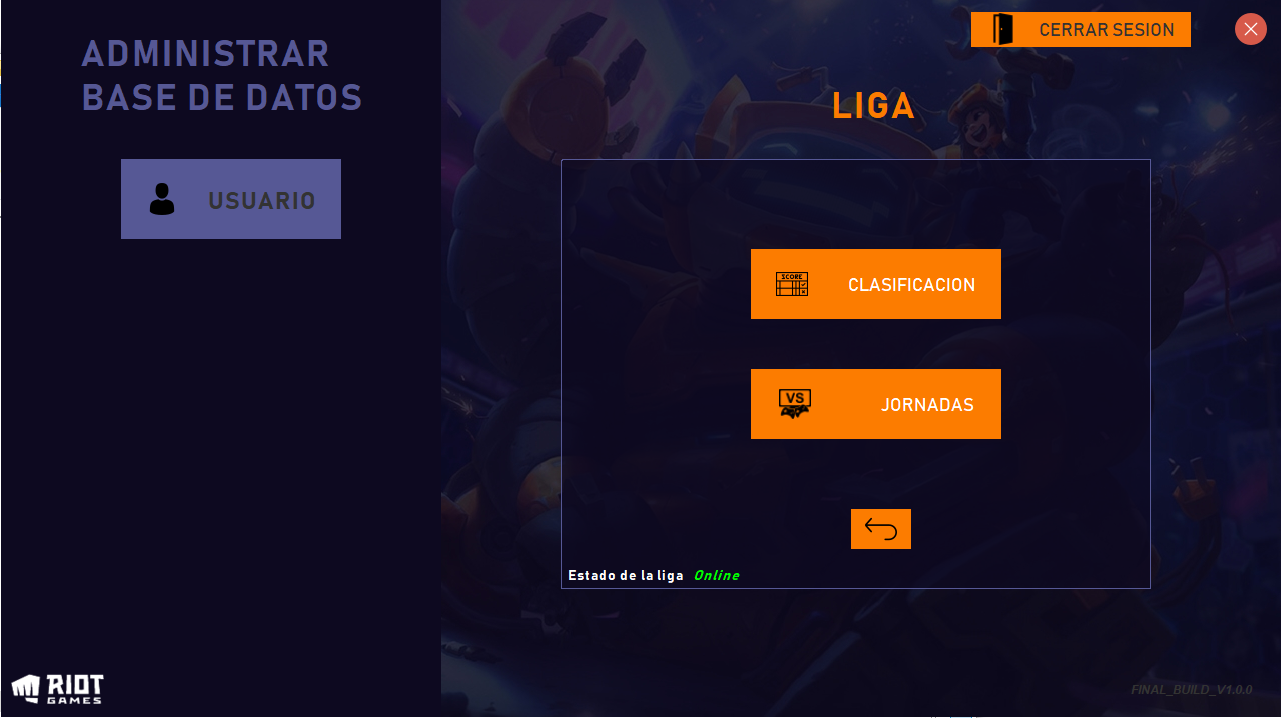 ADMINISTRAR
BASE DE DATOS
USUARIO
CERRAR SESION
LIGA
SCORE
CLASIFICACION
VS
JORNADAS
Estado de la liga Online
RIOT
GAMES
FINAL_BUILD_V1.0.0